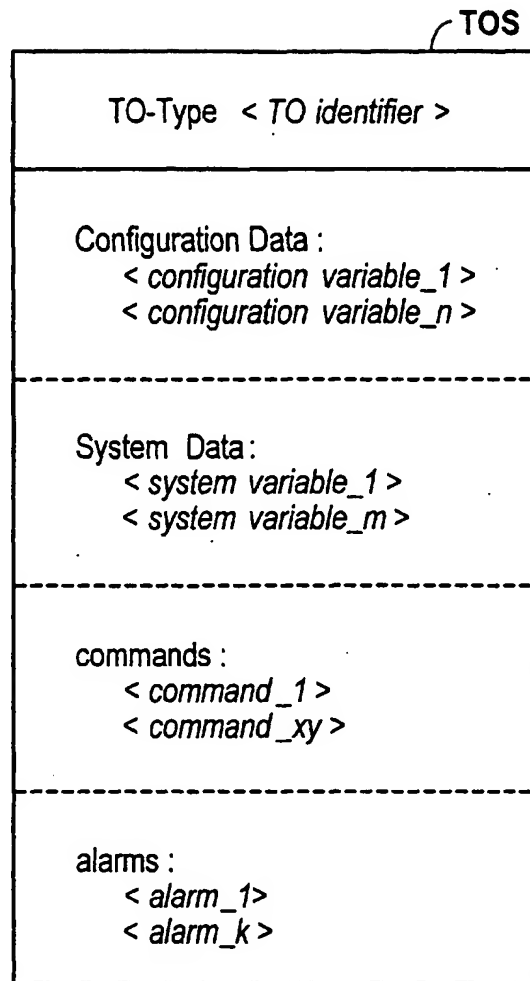 TOS
TO-Type < TO identifier >
Configuration Data :
< configuration variable_1 >
< configuration variable_n >
System Data :
< system variable_1 >
< system variable_m >
commands :
< command_1 >
< command_xy >
alarms :
< alarm_1>
< alarm_k >